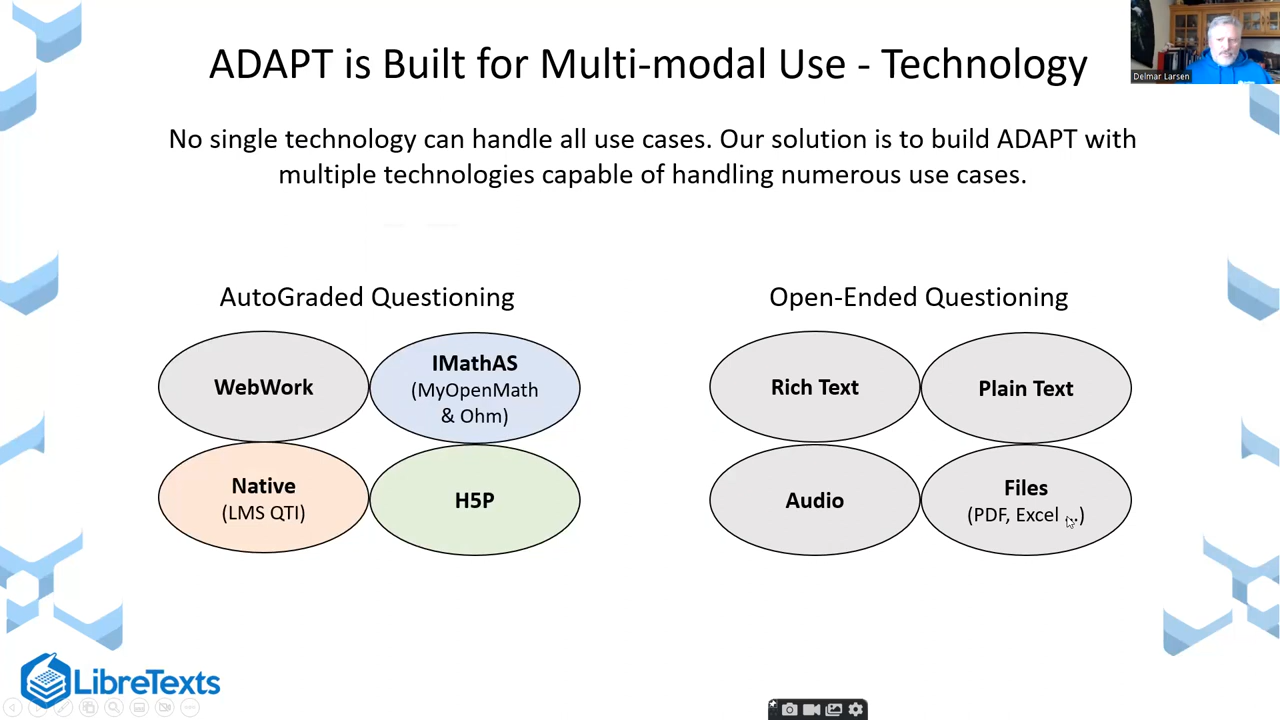 ADAPT is Built for Multi-modal Use - Technology
Delmar Larsen
No single technology can handle all use cases. Our solution is to build ADAPT with
multiple technologies capable of handling numerous use cases.
AutoGraded Questioning
WebWork
IMathAS
(MyOpenMath
& Ohm)
Native
(LMS QTI)
H5P
Open-Ended Questioning
Rich Text
Plain Text
Audio
Files
(PDF, Excel ..)
LibreTexts